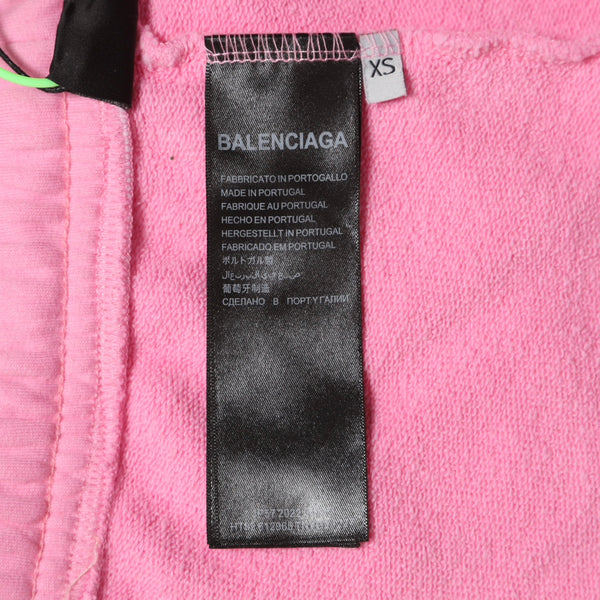 XS
BALENCIAGA
FABBRICATO IN PORTOGALLO
MADE IN PORTUGAL
FABRIQUE AU PORTUGAL
HECHO EN PORTUGAL
HERGESTELLT IN PORTUGAL
FABRICADO EM PORTUGAL
ポルトガル製
葡萄牙制造
СДЕЛАНО В ПОРТУГАЛИИ